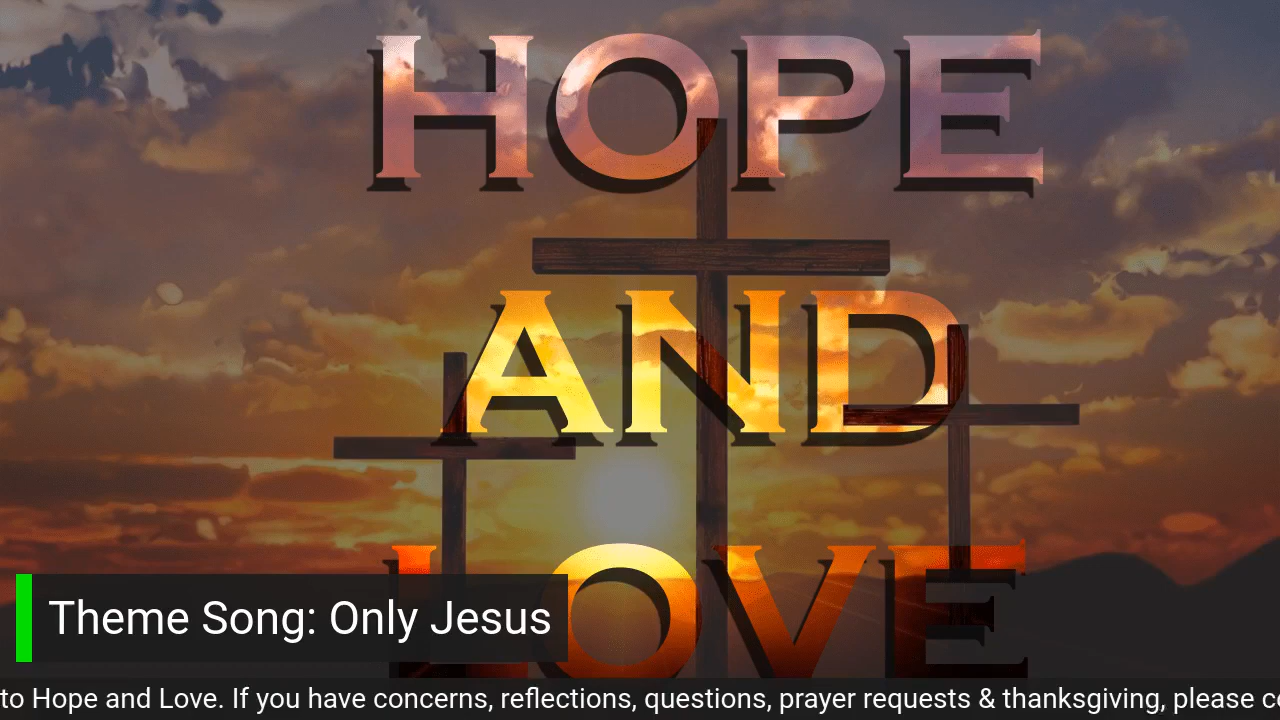 HOPE
AND
LOVE
Theme Song: Only Jesus
to Hope and Love. If you have concerns, reflections, questions, prayer requests & thanksgiving, please